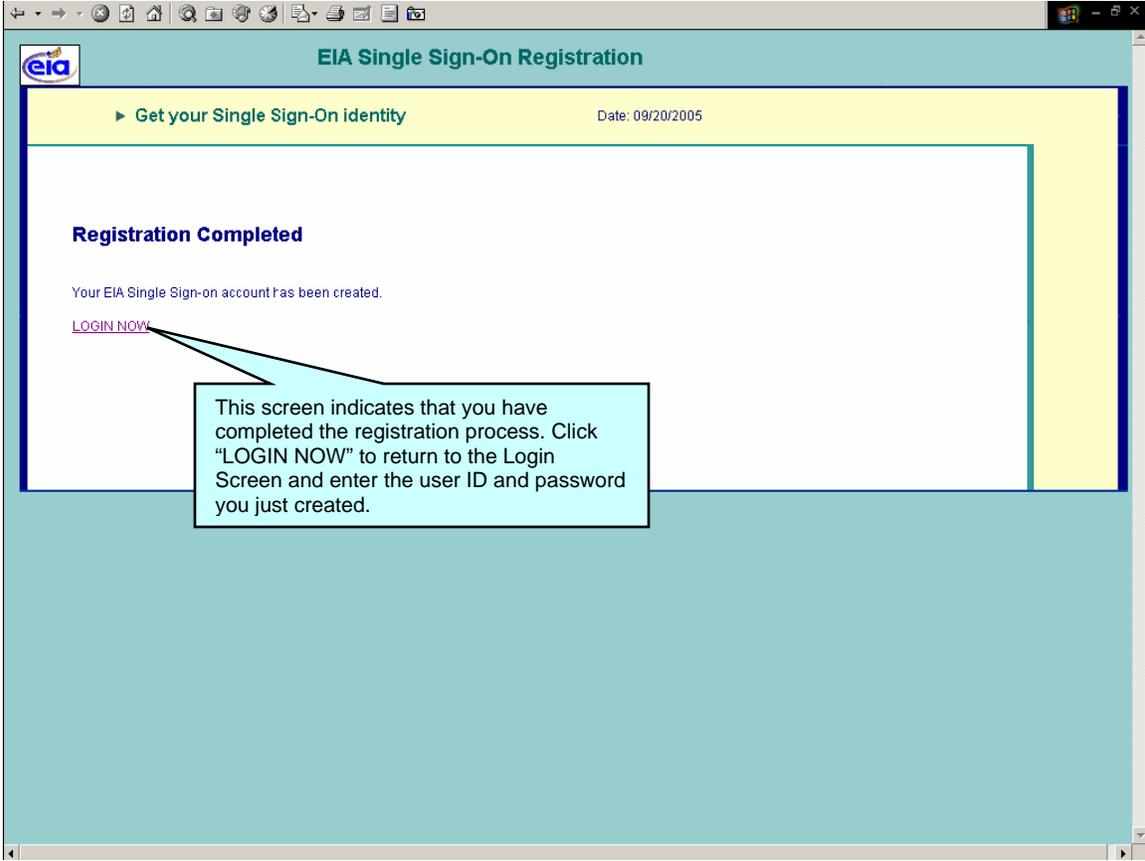 eia
EIA Single Sign-On Registration
Get your Single Sign-On identity
Date: 09/20/2005
Registration Completed
Your EIA Single Sign-on account has been created.
LOGIN NOW
This screen indicates that you have
completed the registration process. Click
“LOGIN NOW” to return to the Login
Screen and enter the user ID and password
you just created.